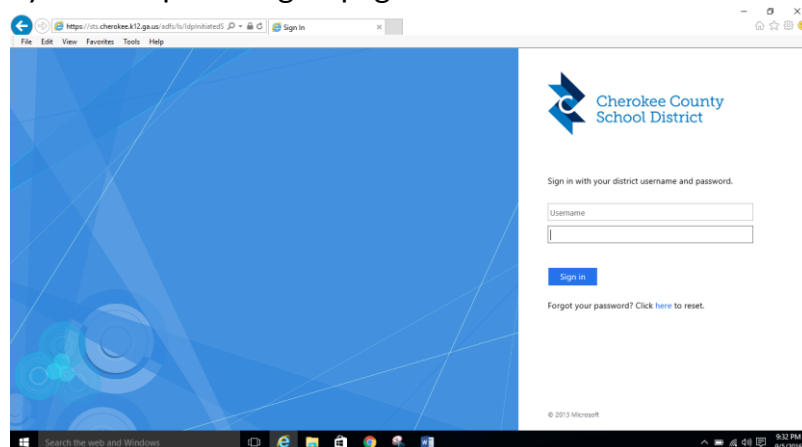 https://sts.cherokee.k12.ga.us/adfs/ls/IdpInitiatedS
Sign In
File Edit View Favorites Tools Help
Cherokee County
School District
Sign in with your district username and password.
Username
Sign in
Forgot your password? Click here to reset.
© 2013 Microsoft
Search the web and Windows
9:32 PM